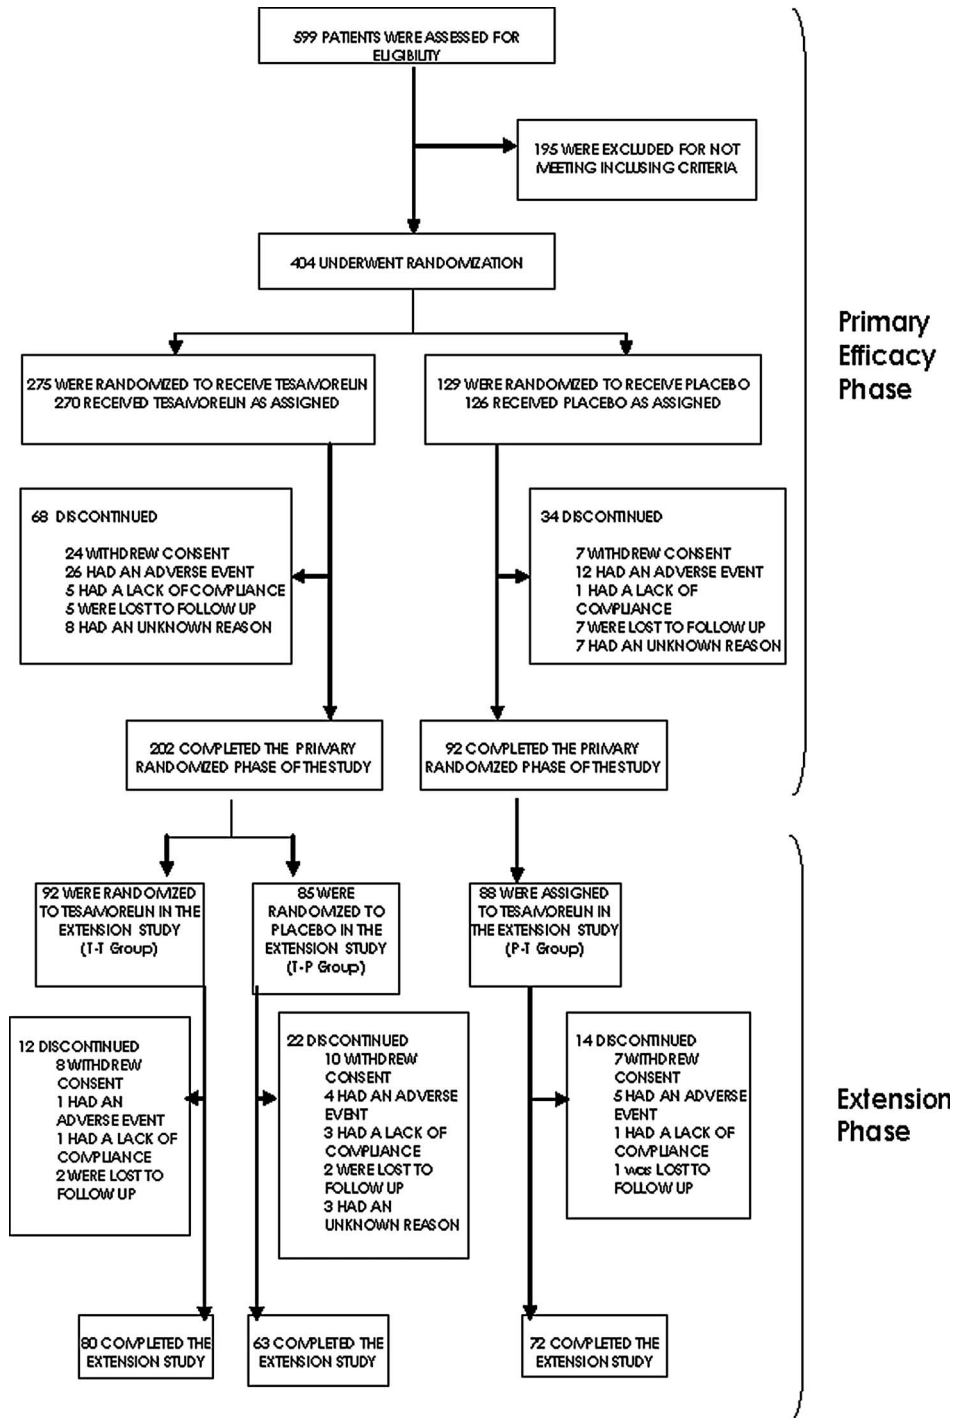 599 PATIENTS WERE ASSESSED FOR
ELIGIBILITY
195 WERE EXCLUDED FOR NOT
MEETING INCLUSING CRITERIA
404 UNDERWENT RANDOMIZATION
275 WERE RANDOMIZED TO RECEIVE TESAMORELIN
270 RECEIVED TESAMORELIN AS ASSIGNED
129 WERE RANDOMIZED TO RECEIVE PLACEBO
126 RECEIVED PLACEBO AS ASSIGNED
Primary
Efficacy
Phase
68 DISCONTINUED
24 WITHDREW CONSENT
26 HAD AN ADVERSE EVENT
5 HAD A LACK OF COMPLIANCE
5 WERE LOST TO FOLLOW UP
8 HAD AN UNKNOWN REASON
34 DISCONTINUED
7 WITHDREW CONSENT
12 HAD AN ADVERSE EVENT
1 HAD A LACK OF
COMPLIANCE
7 WERE LOST TO FOLLOW UP
7 HAD AN UNKNOWN REASON
202 COMPLETED THE PRIMARY
RANDOMIZED PHASE OF THE STUDY
92 COMPLETED THE PRIMARY
RANDOMIZED PHASE OF THE STUDY
92 WERE RANDOMIZED
TO TESAMORELIN IN THE
EXTENSION STUDY
(T-T Group)
85 WERE
RANDOMIZED TO
PLACEBO IN THE
EXTENSION STUDY
(T-P Group)
88 WERE ASSIGNED
TO TESAMORELIN IN
THE EXTENSION STUDY
(P-T Group)
12 DISCONTINUED
8 WITHDREW
CONSENT
1 HAD AN
ADVERSE EVENT
1 HAD A LACK OF
COMPLIANCE
2 WERE LOST TO
FOLLOW UP
22 DISCONTINUED
10 WITHDREW
CONSENT
4 HAD AN ADVERSE
EVENT
3 HAD A LACK OF
COMPLIANCE
2 WERE LOST TO
FOLLOW UP
3 HAD AN
UNKNOWN REASON
14 DISCONTINUED
7 WITHDREW
CONSENT
5 HAD AN ADVERSE
EVENT
1 HAD A LACK OF
COMPLIANCE
1 was LOST TO
FOLLOW UP
Extension
Phase
80 COMPLETED THE
EXTENSION STUDY
63 COMPLETED THE
EXTENSION STUDY
72 COMPLETED THE
EXTENSION STUDY